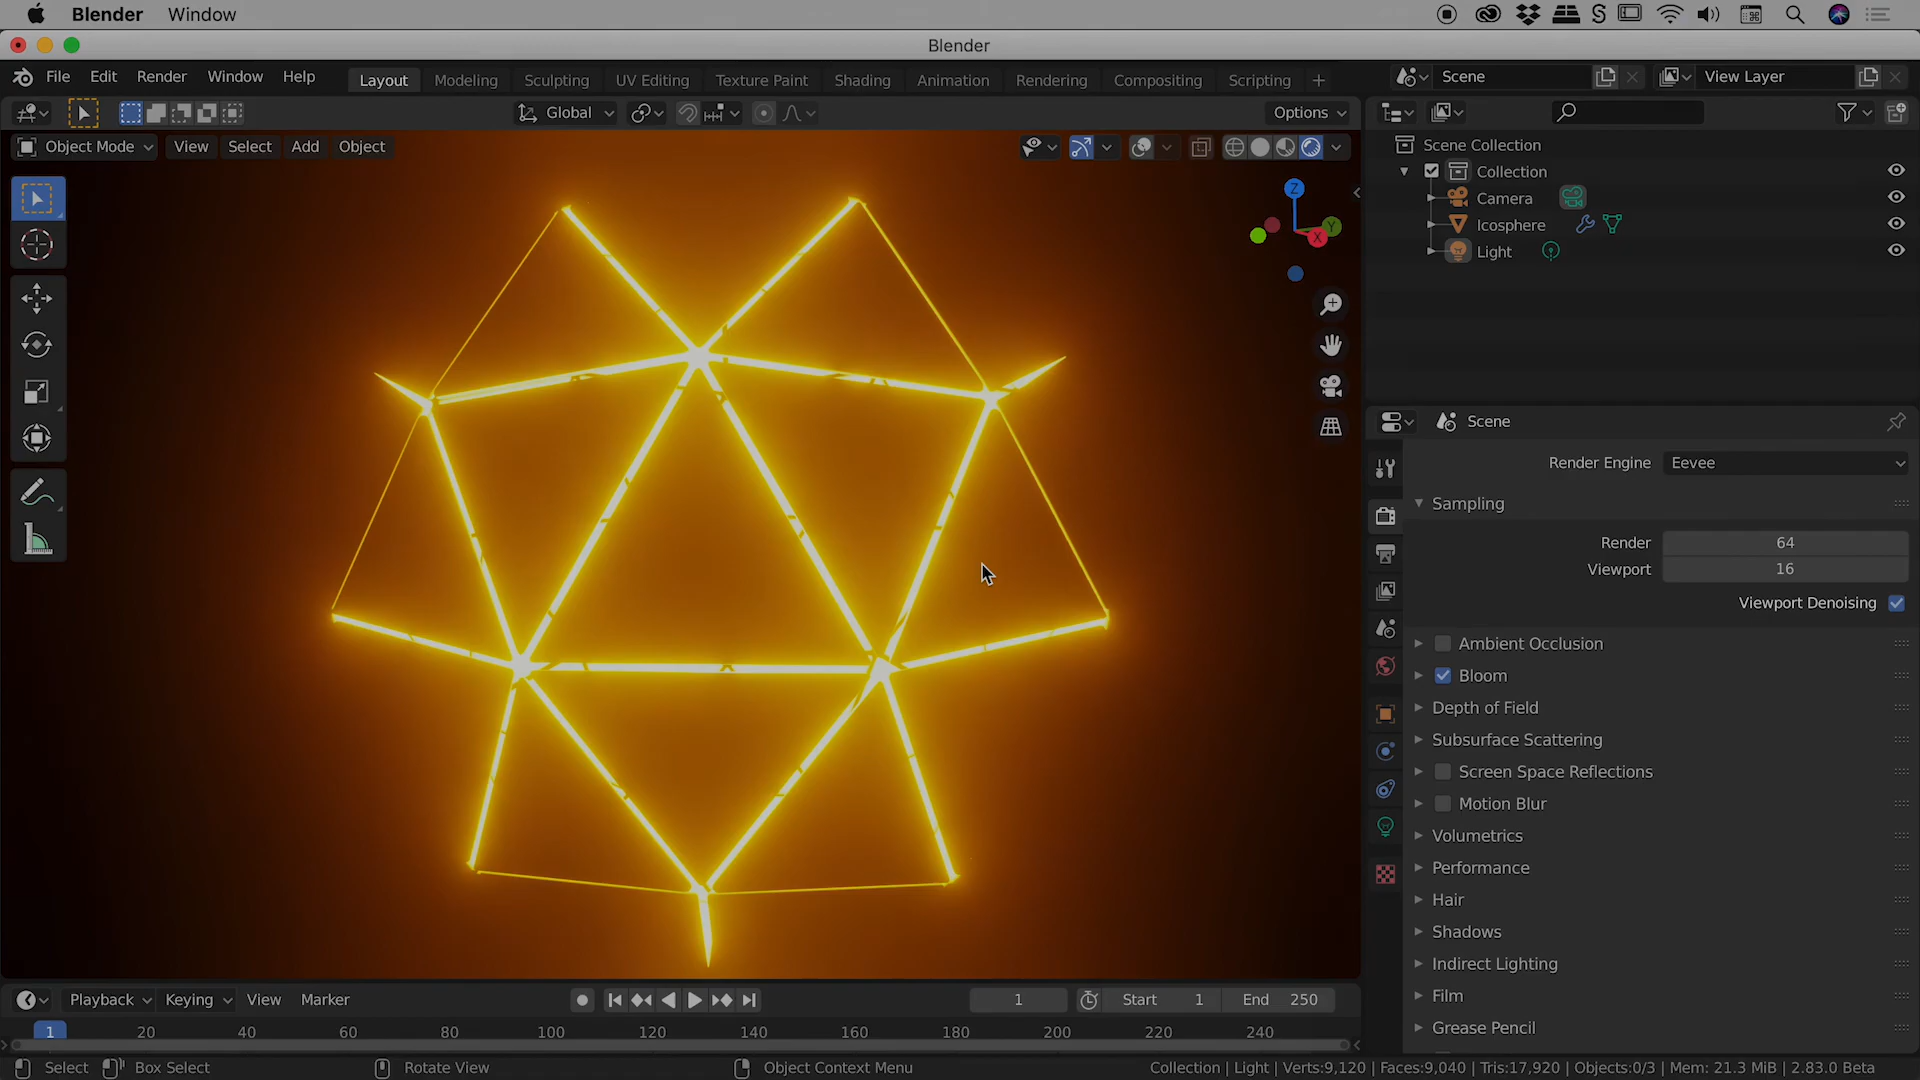 Blender Window
Blender
File Edit Render Window Help Layout Modeling Sculpting UV Editing Texture Paint Shading Animation Rendering Compositing Scripting + Scene View Layer
Global Options
Object Mode View Select Add Object
Z
Y
X
Scene Collection
Collection
Camera
Icosphere
Light
Scene
Render Engine Eevee
Sampling
Render 64
Viewport 16
Viewport Denoising
Ambient Occlusion
Bloom
Depth of Field
Subsurface Scattering
Screen Space Reflections
Motion Blur
Volumetrics
Performance
Hair
Shadows
Indirect Lighting
Film
Grease Pencil
Playback Keying View Marker 1 Start 1 End 250
1 20 40 60 80 100 120 140 160 180 200 220 240
Select Box Select Rotate View Object Context Menu Collection | Light | Verts:9,120 | Faces:9,040 | Tris:17,920 | Objects:0/3 | Mem: 21.3 MiB | 2.83.0 Beta